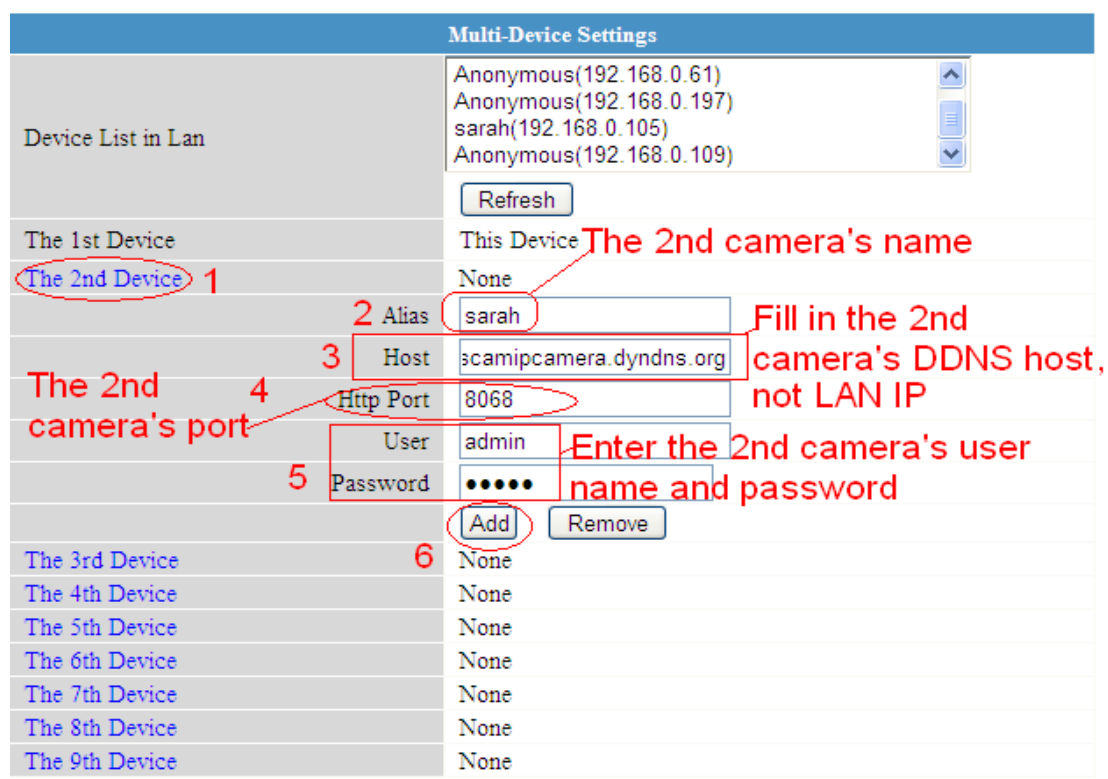 Multi-Device Settings
Device List in Lan
Anonymous(192.168.0.61)
Anonymous(192.168.0.197)
sarah(192.168.0.105)
Anonymous(192.168.0.109)
Refresh
The 1st Device This Device
The 2nd camera's name
The 2nd Device 1 None
2 Alias sarah
3 Host scamipcamera.dyndns.org
Fill in the 2nd
camera's DDNS host,
not LAN IP
The 2nd
camera's port
4 Http Port 8068
User admin
5 Password •••••
Enter the 2nd camera's user
name and password
Add Remove
6
The 3rd Device None
The 4th Device None
The 5th Device None
The 6th Device None
The 7th Device None
The 8th Device None
The 9th Device None